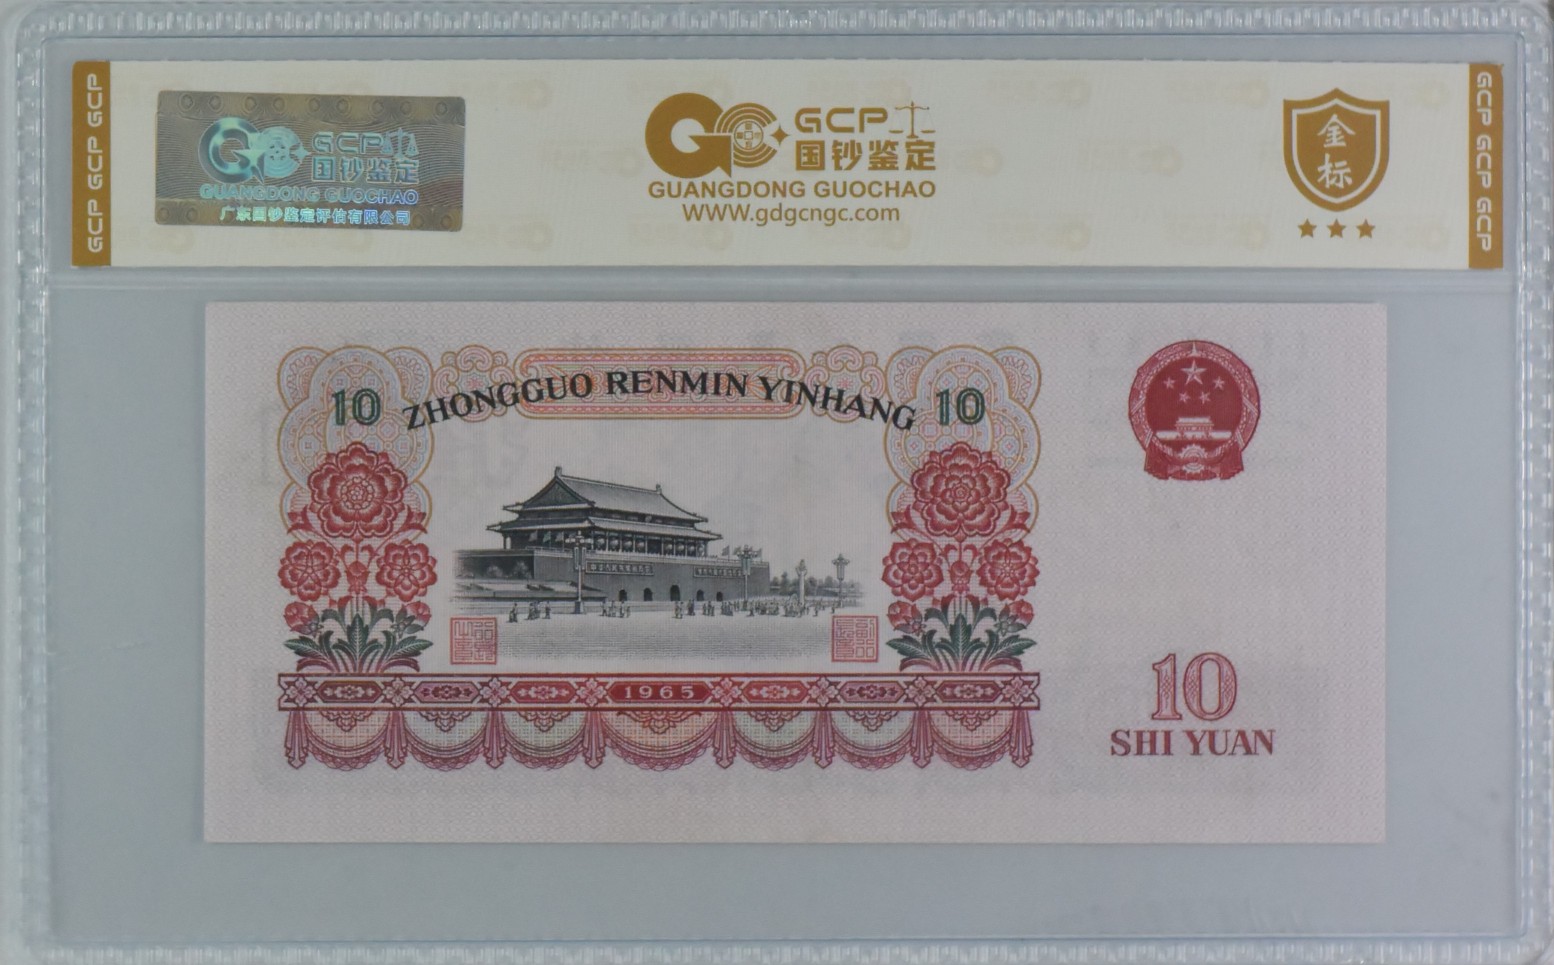 GCP GCP GCP
GCP
国钞鉴定
GUANGDONG GUOCHAO
广东国钞鉴定评估有限公司
GCP
国钞鉴定
GUANGDONG GUOCHAO
WWW.gdgcngc.com
金标
GCP GCP GCP
10 ZHONGGUO RENMIN YINHANG 10
1965
10
SHI YUAN